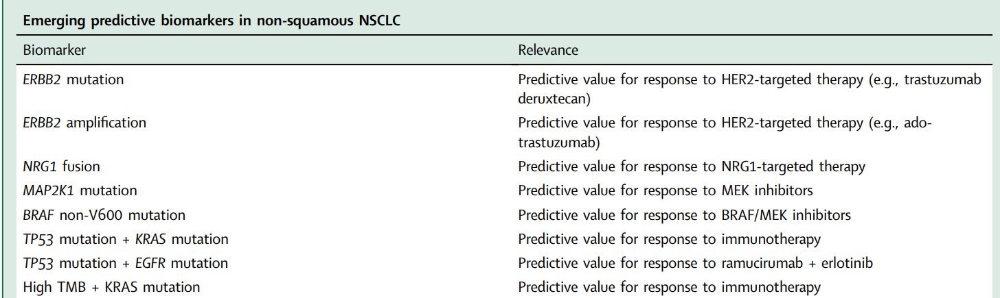 Emerging predictive biomarkers in non-squamous NSCLC
Biomarker Relevance
ERBB2 mutation Predictive value for response to HER2-targeted therapy (e.g., trastuzumab
deruxtecan)
ERBB2 amplification Predictive value for response to HER2-targeted therapy (e.g., ado-
trastuzumab)
NRG1 fusion Predictive value for response to NRG1-targeted therapy
MAP2K1 mutation Predictive value for response to MEK inhibitors
BRAF non-V600 mutation Predictive value for response to BRAF/MEK inhibitors
TP53 mutation + KRAS mutation Predictive value for response to immunotherapy
TP53 mutation + EGFR mutation Predictive value for response to ramucirumab + erlotinib
High TMB + KRAS mutation Predictive value for response to immunotherapy